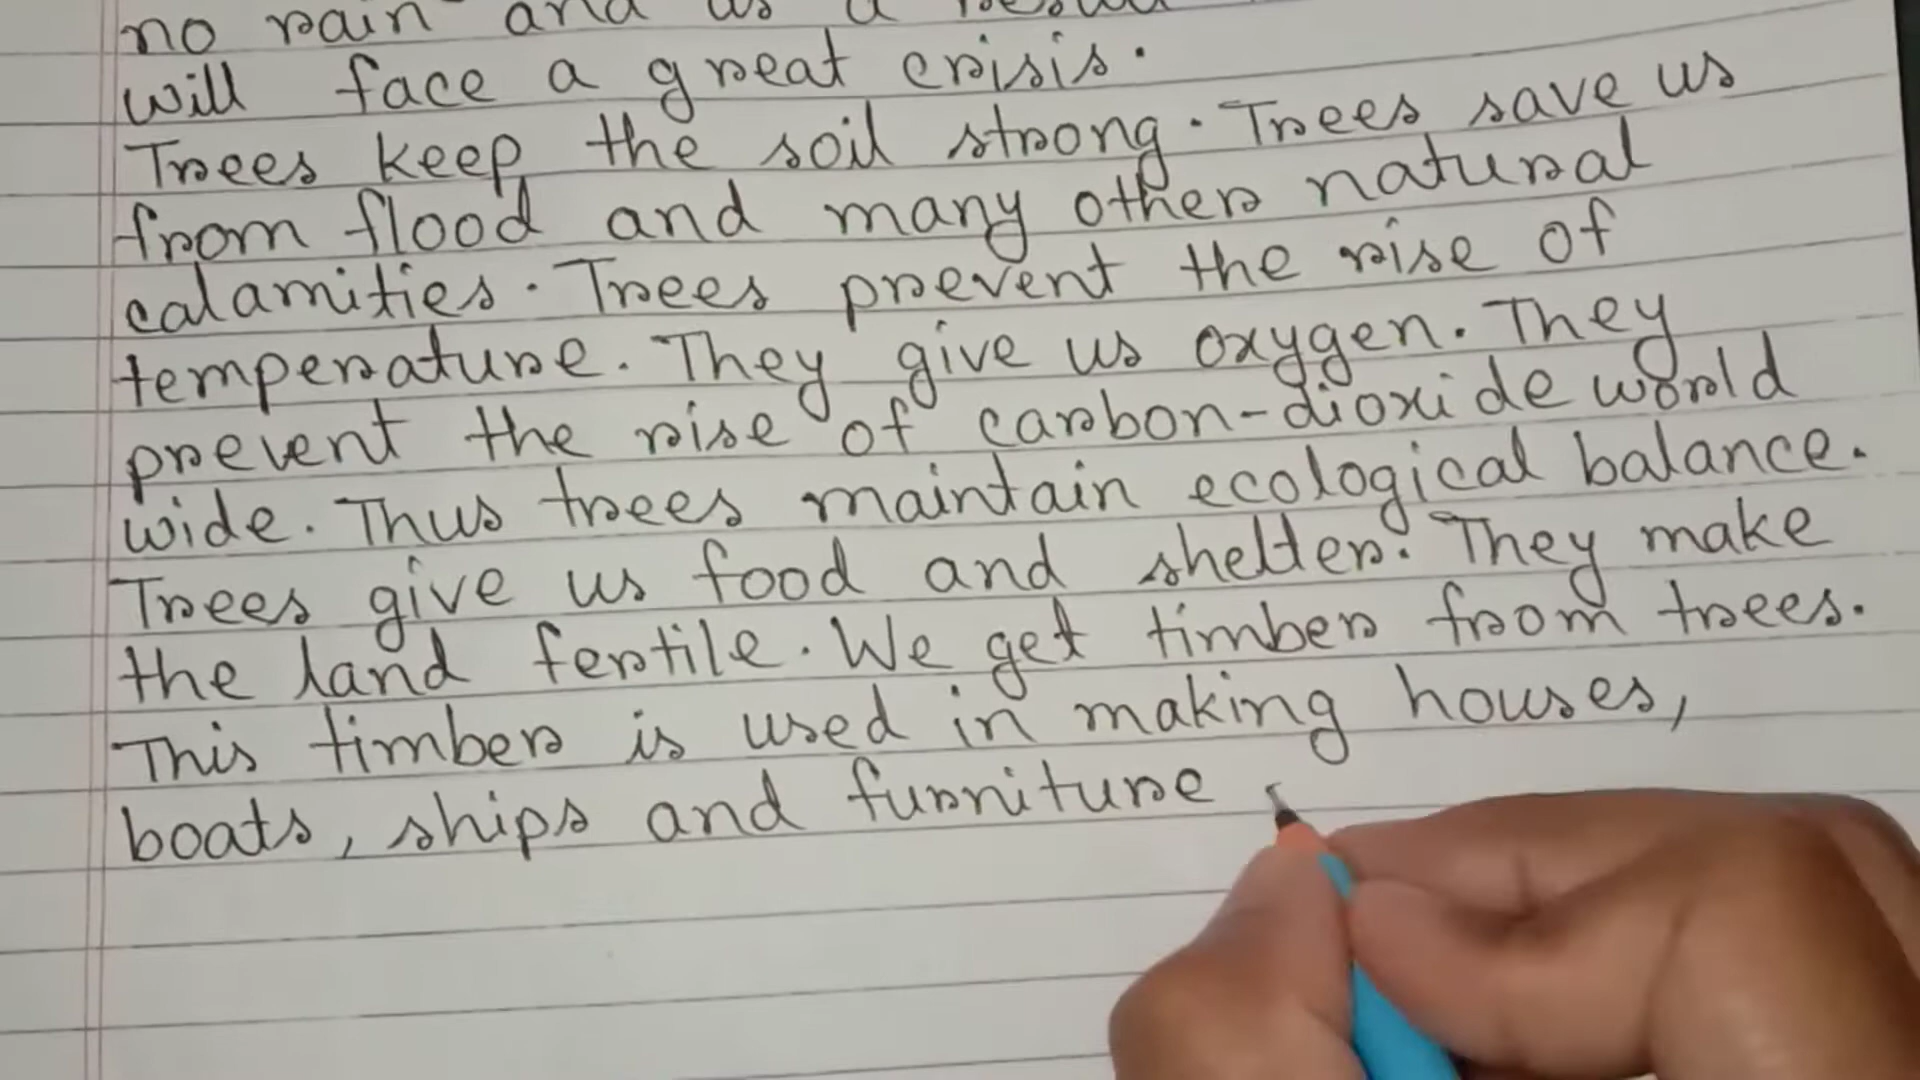 no rain and as a result
will face a great crisis.
Trees keep the soil strong. Trees save us
from flood and many other natural
calamities. Trees prevent the rise of
temperature. They give us oxygen. They
prevent the rise of carbon-dioxide world
wide. Thus trees maintain ecological balance.
Trees give us food and shelter. They make
the land fertile. We get timber from trees.
This timber is used in making houses,
boats, ships and furniture